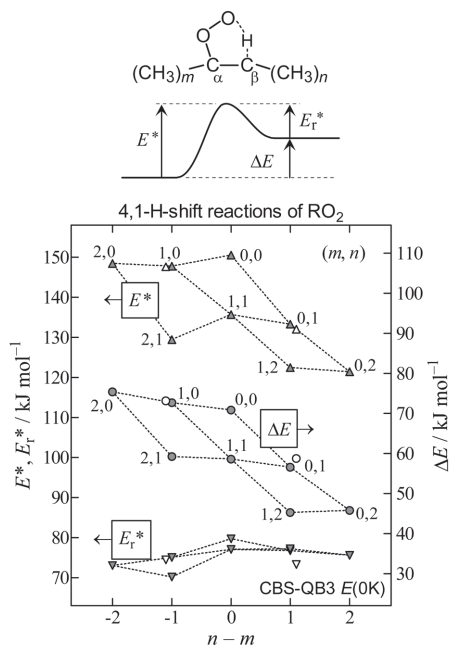 O
O
H
(CH3)m C C (CH3)n
α β
E* Er*
ΔE
4,1-H-shift reactions of RO2
(m, n)
150
140
130
120
110
100
90
80
70
E*, Er* / kJ mol−1
110
100
90
80
70
60
50
40
30
ΔE / kJ mol−1
2,0 1,0 0,0
← E*
1,1 0,1
2,1
1,2 0,2
2,0 1,0 0,0
ΔE →
2,1 1,1 0,1
1,2 0,2
← Er*
CBS-QB3 E(0K)
-2 -1 0 1 2
n – m